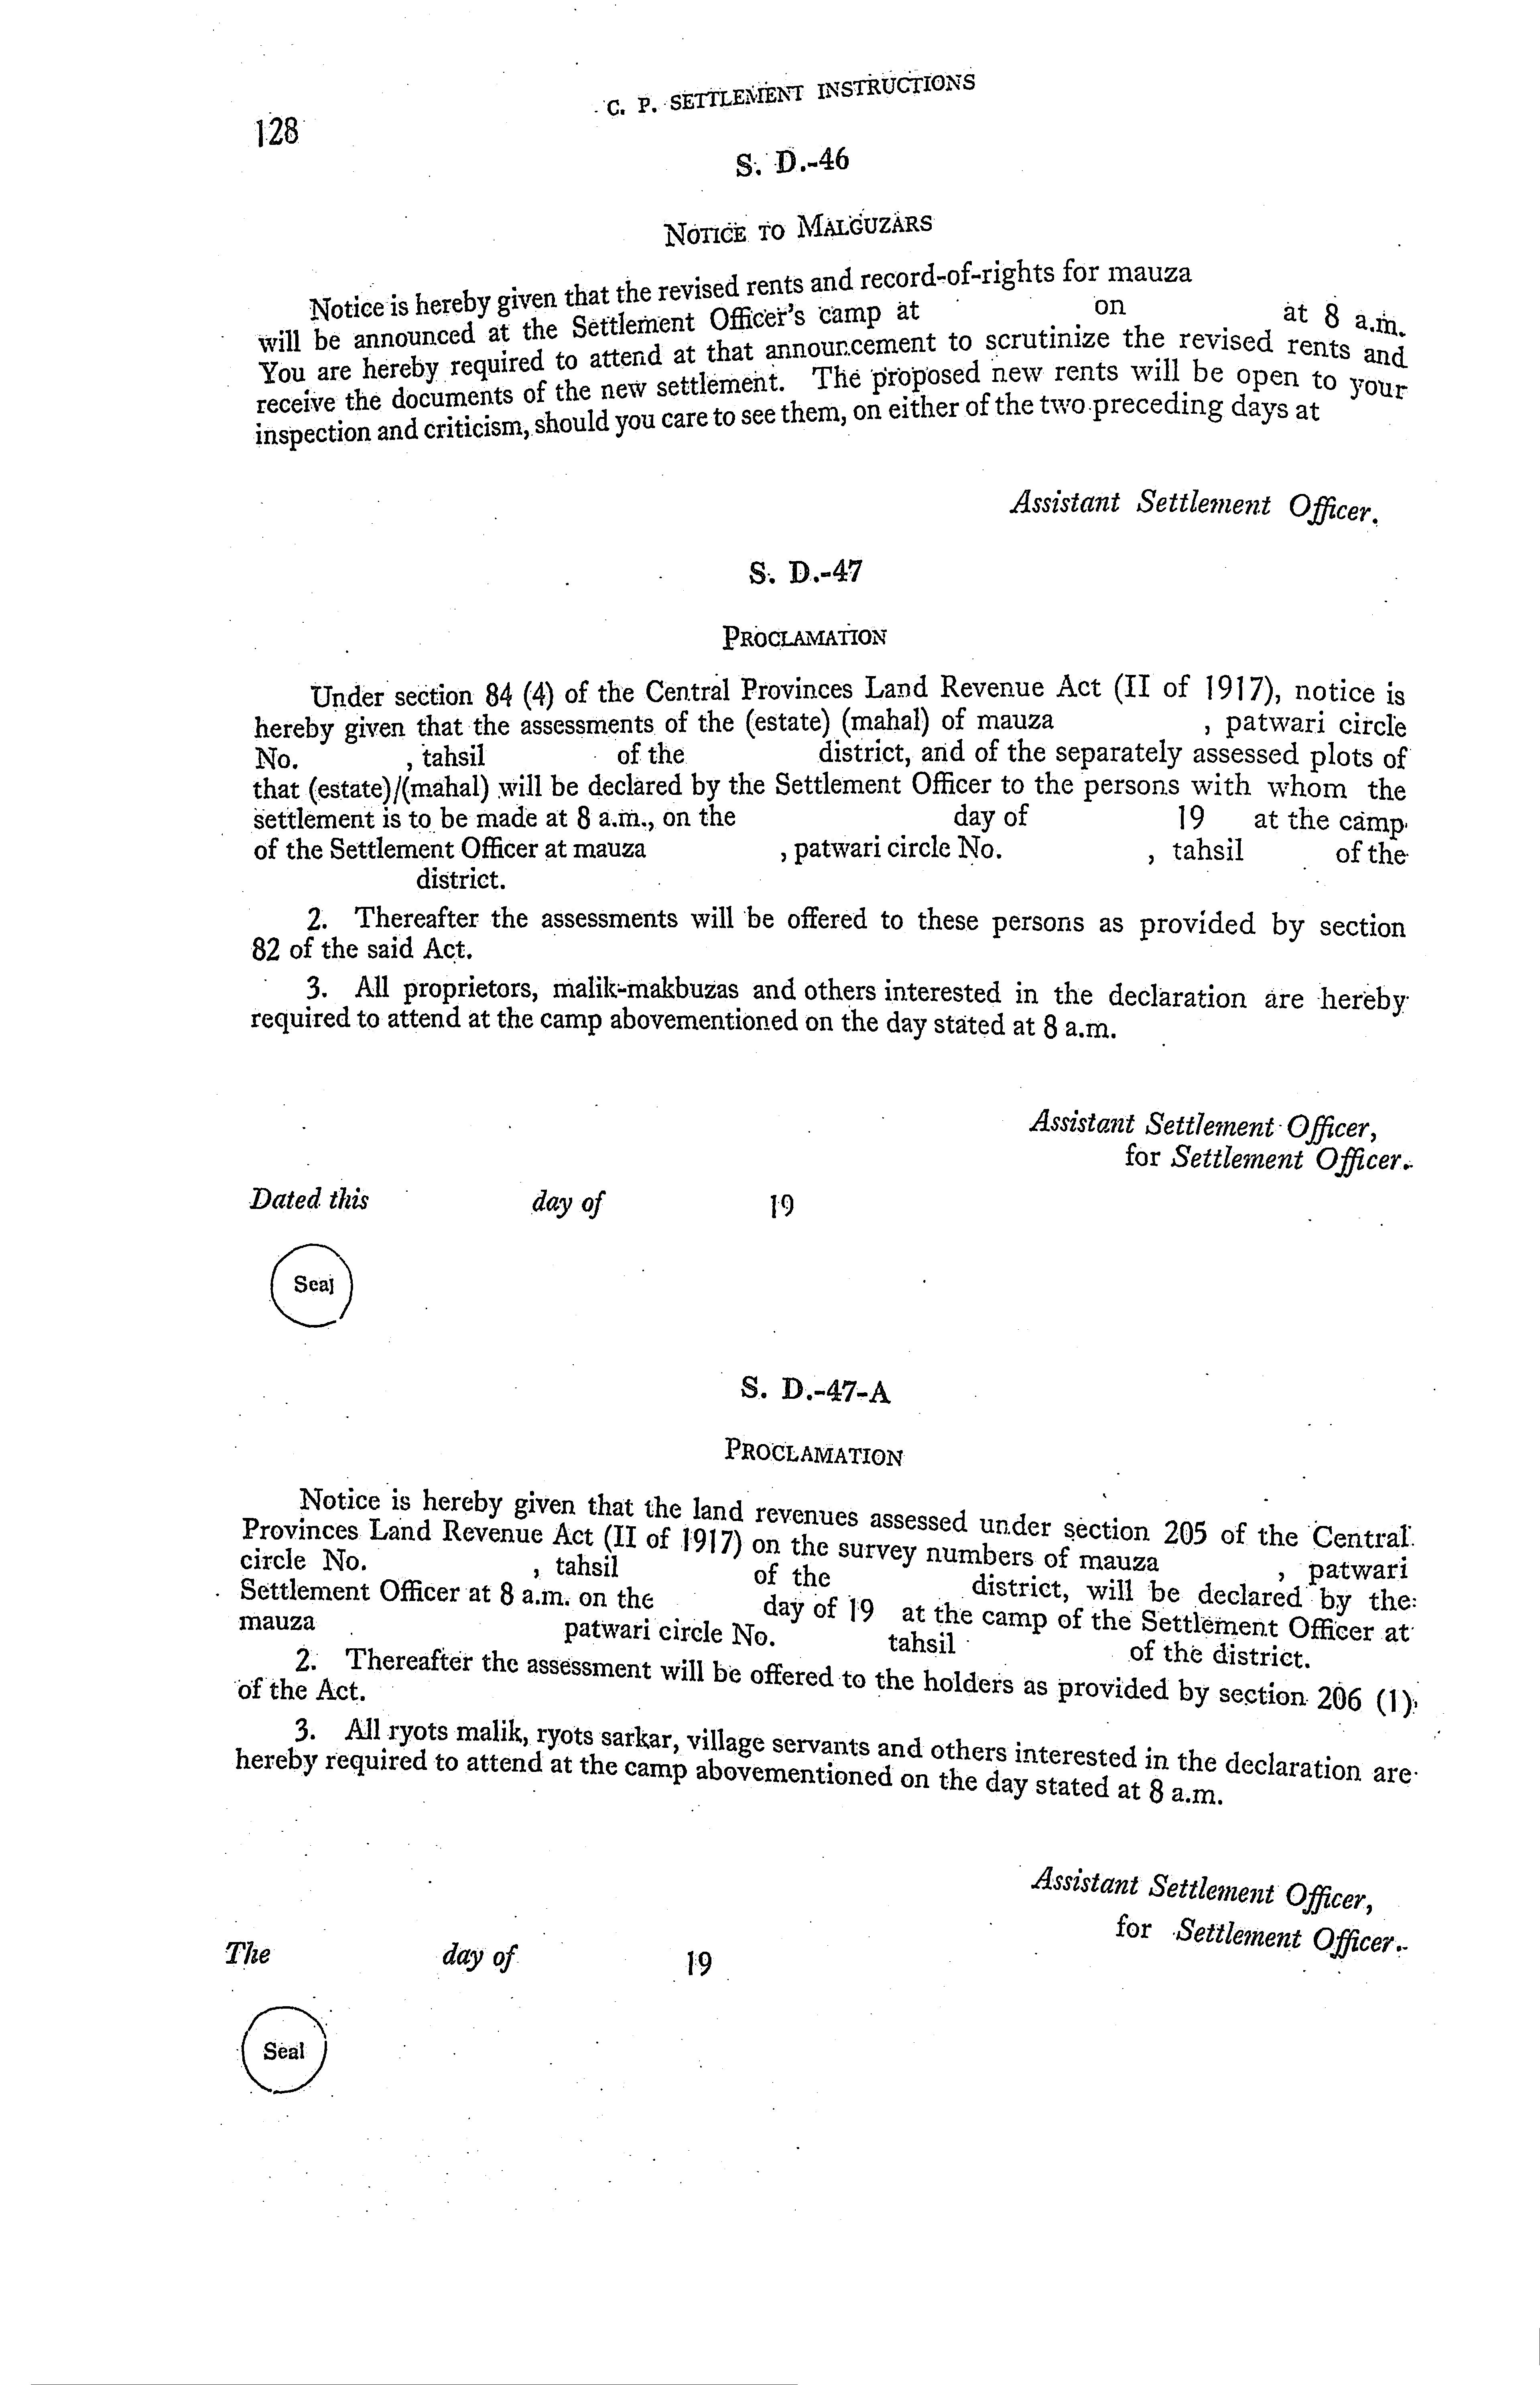 128
C. P. SETTLEMENT INSTRUCTIONS
S. D.-46
NOTICE TO MALGUZARS
Notice is hereby given that the revised rents and record-of-rights for mauza
will be announced at the Settlement Officer's camp at on at 8 a.m.
You are hereby required to attend at that announcement to scrutinize the revised rents and
receive the documents of the new settlement. The proposed new rents will be open to your
inspection and criticism, should you care to see them, on either of the two preceding days at
Assistant Settlement Officer.
S. D.-47
PROCLAMATION
Under section 84 (4) of the Central Provinces Land Revenue Act (II of 1917), notice is
hereby given that the assessments of the (estate) (mahal) of mauza , patwari circle
No. , tahsil of the district, and of the separately assessed plots of
that (estate)/(mahal) will be declared by the Settlement Officer to the persons with whom the
settlement is to be made at 8 a.m., on the day of 19 at the camp
of the Settlement Officer at mauza , patwari circle No. , tahsil of the
district.
2. Thereafter the assessments will be offered to these persons as provided by section
82 of the said Act.
3. All proprietors, malik-makbuzas and others interested in the declaration are hereby
required to attend at the camp abovementioned on the day stated at 8 a.m.
Assistant Settlement Officer,
for Settlement Officer.
Dated this day of 19
Seal
S. D.-47-A
PROCLAMATION
Notice is hereby given that the land revenues assessed under section 205 of the Central
Provinces Land Revenue Act (II of 1917) on the survey numbers of mauza , patwari
circle No. , tahsil of the district, will be declared by the
Settlement Officer at 8 a.m. on the day of 19 at the camp of the Settlement Officer at
mauza patwari circle No. tahsil of the district.
2. Thereafter the assessment will be offered to the holders as provided by section 206 (1)
of the Act.
3. All ryots malik, ryots sarkar, village servants and others interested in the declaration are
hereby required to attend at the camp abovementioned on the day stated at 8 a.m.
Assistant Settlement Officer,
for Settlement Officer.
The day of 19
Seal